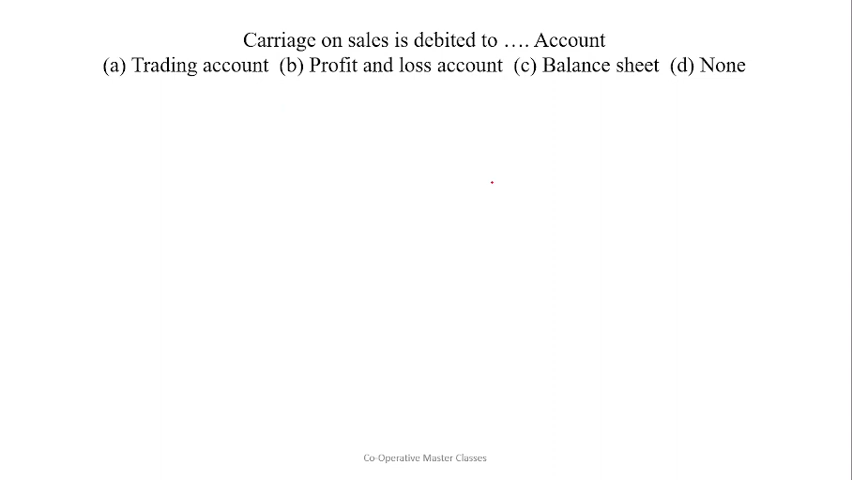 Carriage on sales is debited to …. Account
(a) Trading account (b) Profit and loss account (c) Balance sheet (d) None
Co-Operative Master Classes